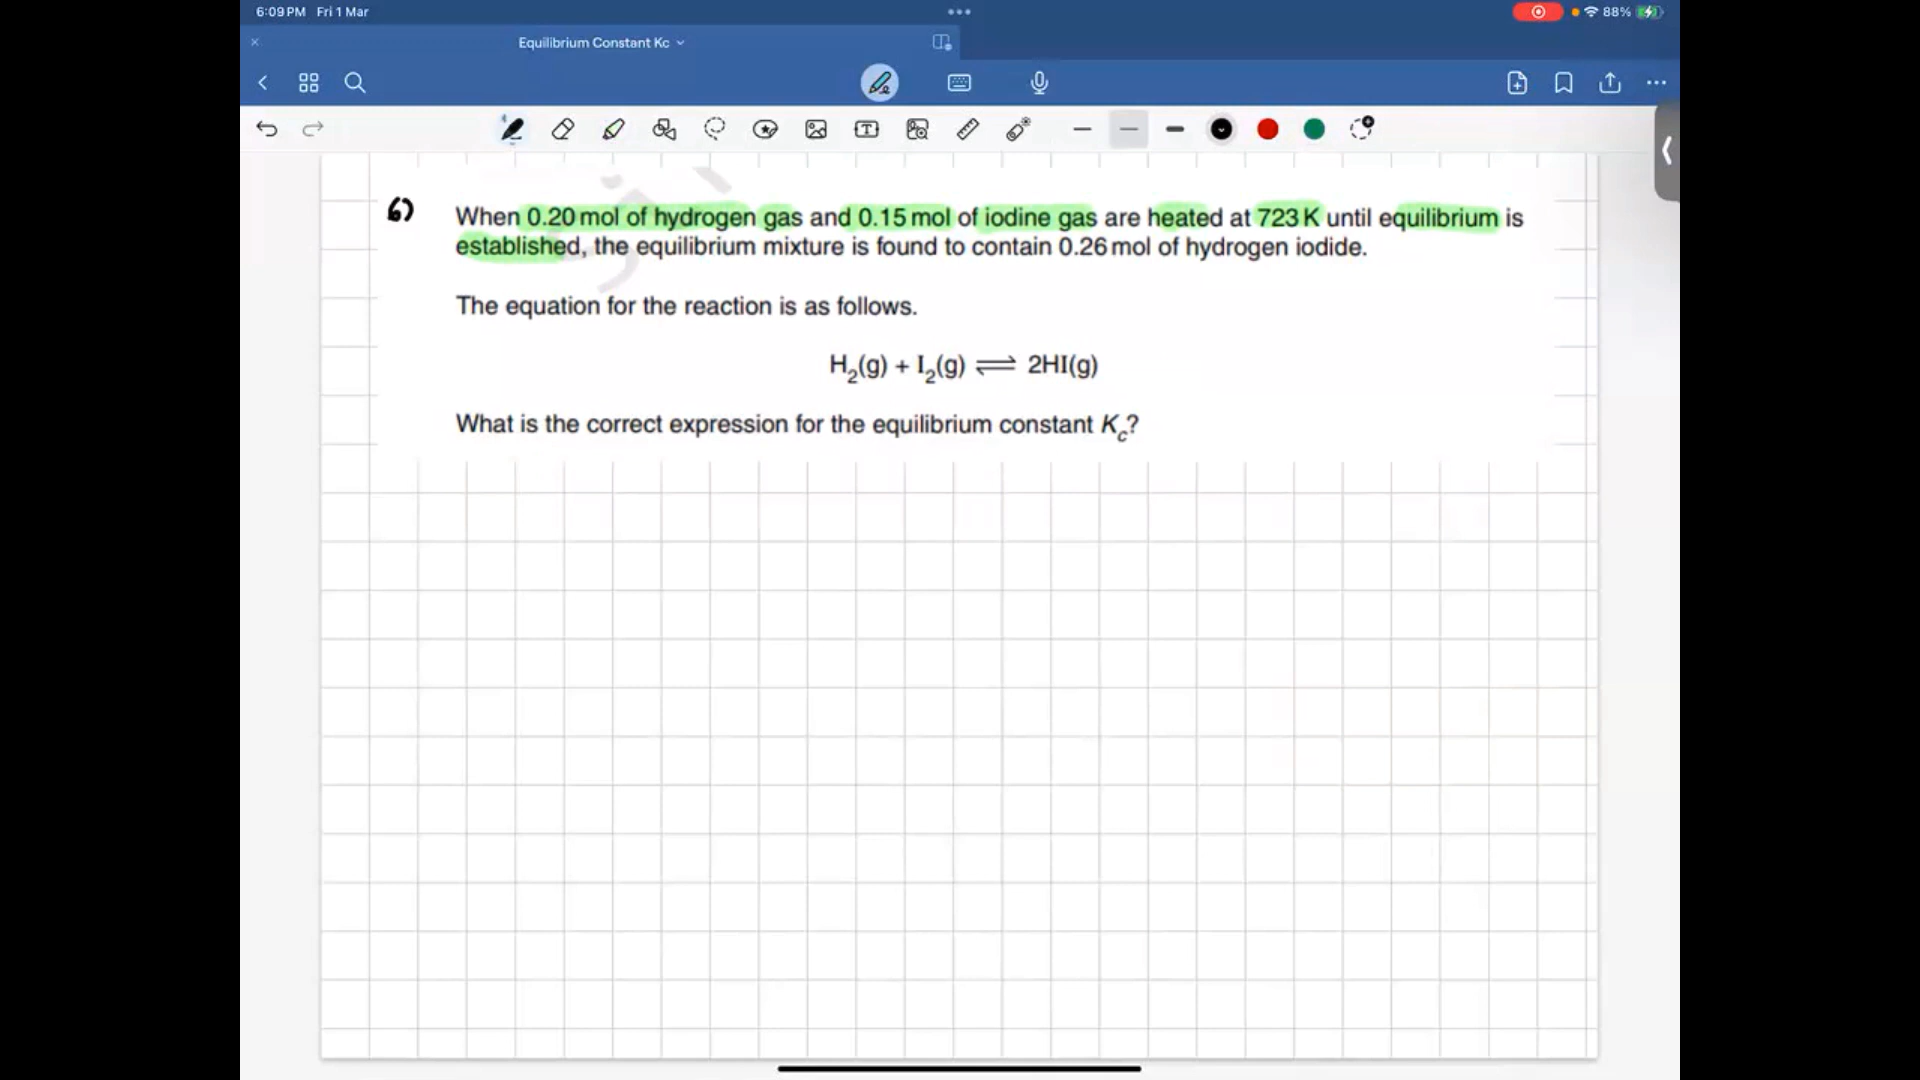 6:09 PM Fri 1 Mar
88%
Equilibrium Constant Kc
6)
When 0.20 mol of hydrogen gas and 0.15 mol of iodine gas are heated at 723 K until equilibrium is
established, the equilibrium mixture is found to contain 0.26 mol of hydrogen iodide.
The equation for the reaction is as follows.
H₂(g) + I₂(g) ⇌ 2HI(g)
What is the correct expression for the equilibrium constant K꜀?